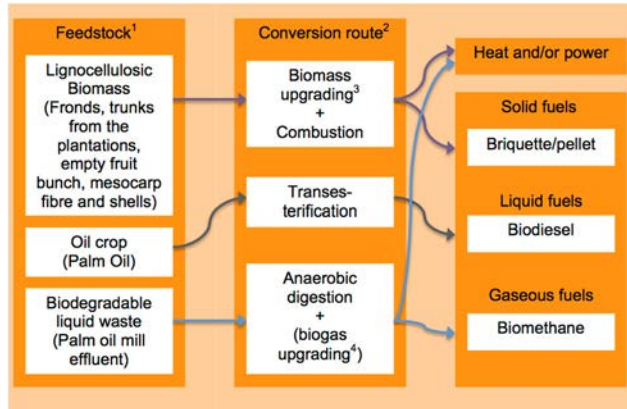 Feedstock¹
Lignocellulosic
Biomass
(Fronds, trunks
from the
plantations,
empty fruit
bunch, mesocarp
fibre and shells)
Oil crop
(Palm Oil)
Biodegradable
liquid waste
(Palm oil mill
effluent)
Conversion route²
Biomass
upgrading³
+
Combustion
Transes-
terification
Anaerobic
digestion
+
(biogas
upgrading⁴)
Heat and/or power
Solid fuels
Briquette/pellet
Liquid fuels
Biodiesel
Gaseous fuels
Biomethane